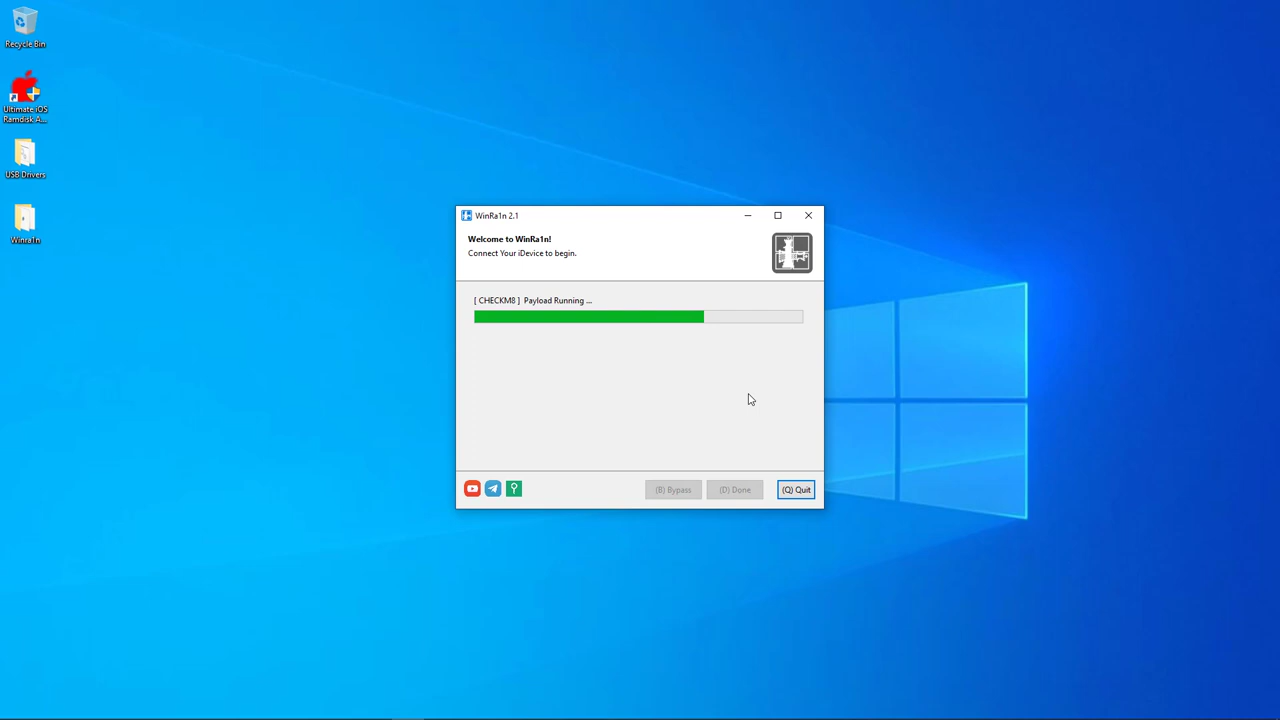 Recycle Bin
Ultimate iOS
Ramdisk A...
USB Drivers
Winra1n
WinRa1n 2.1
Welcome to WinRa1n!
Connect Your iDevice to begin.
[ CHECKM8 ] Payload Running ...
(B) Bypass
(D) Done
(Q) Quit